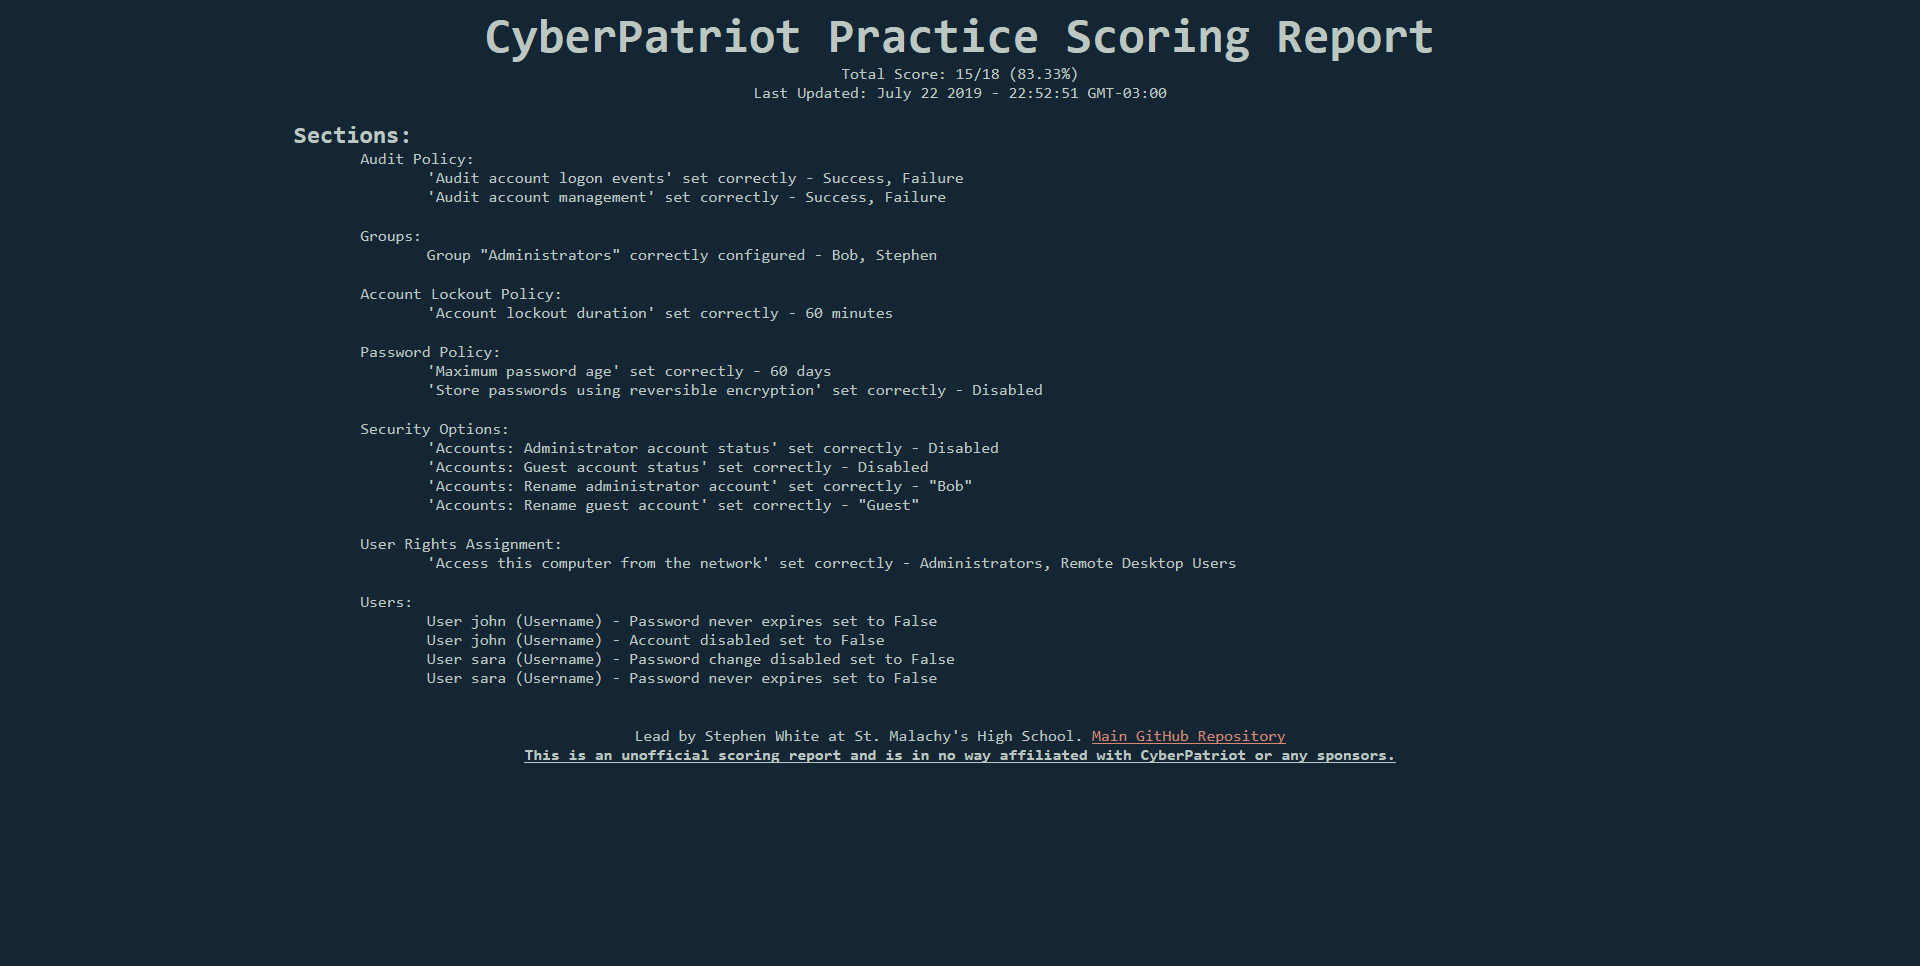 CyberPatriot Practice Scoring Report
Total Score: 15/18 (83.33%)
Last Updated: July 22 2019 - 22:52:51 GMT-03:00
Sections:
Audit Policy:
'Audit account logon events' set correctly - Success, Failure
'Audit account management' set correctly - Success, Failure
Groups:
Group "Administrators" correctly configured - Bob, Stephen
Account Lockout Policy:
'Account lockout duration' set correctly - 60 minutes
Password Policy:
'Maximum password age' set correctly - 60 days
'Store passwords using reversible encryption' set correctly - Disabled
Security Options:
'Accounts: Administrator account status' set correctly - Disabled
'Accounts: Guest account status' set correctly - Disabled
'Accounts: Rename administrator account' set correctly - "Bob"
'Accounts: Rename guest account' set correctly - "Guest"
User Rights Assignment:
'Access this computer from the network' set correctly - Administrators, Remote Desktop Users
Users:
User john (Username) - Password never expires set to False
User john (Username) - Account disabled set to False
User sara (Username) - Password change disabled set to False
User sara (Username) - Password never expires set to False
Lead by Stephen White at St. Malachy's High School. Main GitHub Repository
This is an unofficial scoring report and is in no way affiliated with CyberPatriot or any sponsors.